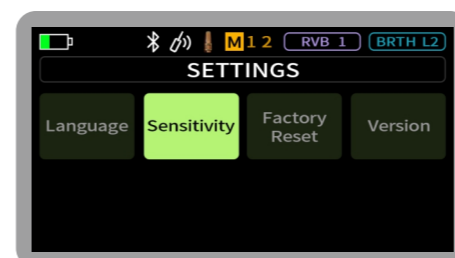 M 1 2 RVB 1 BRTH L2
SETTINGS
Language Sensitivity Factory Reset Version